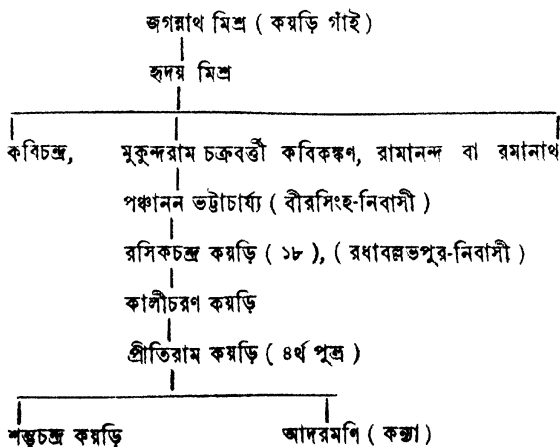 জগন্নাথ মিশ্র ( কয়ড়ি গাঁই )
হৃদয় মিশ্র
কবিচন্দ্র, মুকুন্দরাম চক্রবর্ত্তী কবিকঙ্কণ, রামানন্দ বা রমানাথ
পঞ্চানন ভট্টাচার্য্য ( বীরসিংহ-নিবাসী )
রসিকচন্দ্র কয়ড়ি ( ১৮ ), ( রধাবল্লভপুর-নিবাসী )
কালীচরণ কয়ড়ি
প্রীতিরাম কয়ড়ি ( ৪র্থ পুত্র )
শম্ভুচন্দ্র কয়ড়ি আদরমণি ( কন্যা )